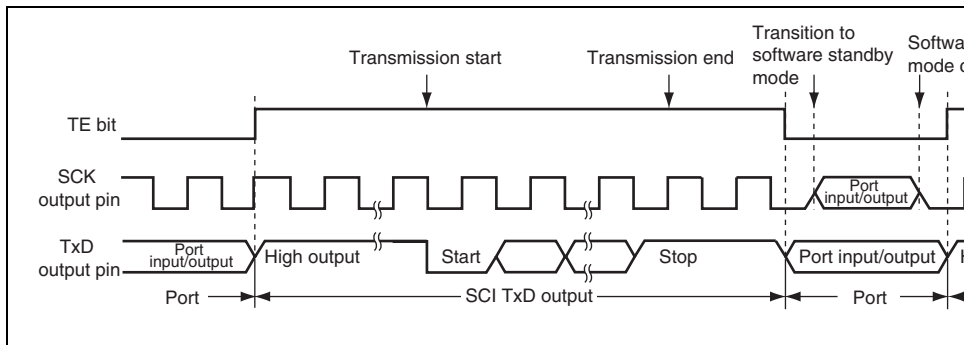 Transmission start
Transmission end
Transition to
software standby
mode
mode
TE bit
SCK
output pin
Port
input/output
TxD
output pin
Port
input/output
High output
Start
Stop
Port input/output
Port
SCI TxD output
Port